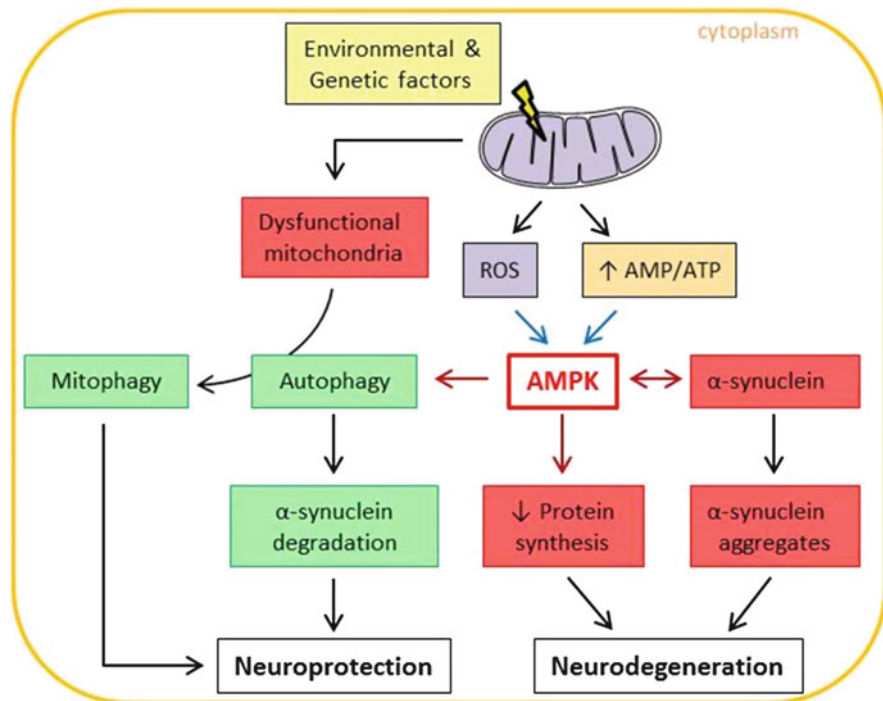 cytoplasm
Environmental &
Genetic factors
Dysfunctional
mitochondria
ROS
↑ AMP/ATP
Mitophagy
Autophagy
AMPK
α-synuclein
α-synuclein
degradation
↓ Protein
synthesis
α-synuclein
aggregates
Neuroprotection
Neurodegeneration